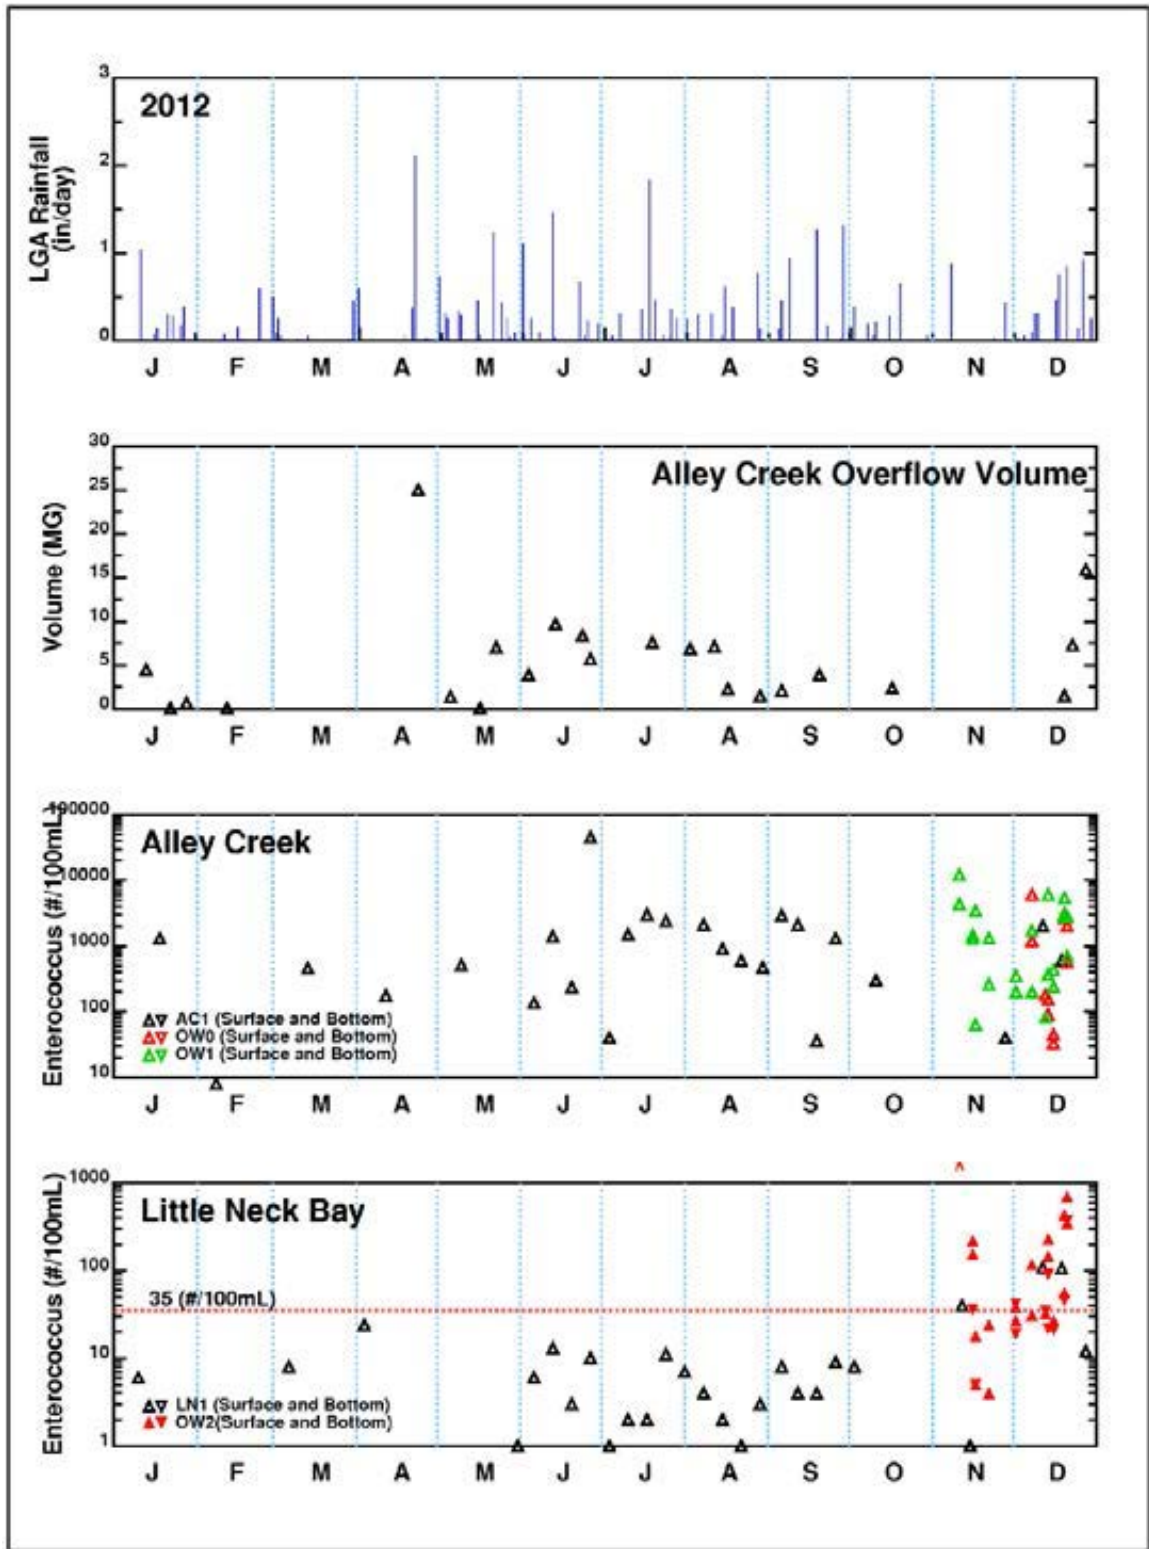 2012
LGA Rainfall
(in/day)
3
2
1
0
J F M A M J J A S O N D
Alley Creek Overflow Volume
Volume (MG)
30
25
20
15
10
5
0
J F M A M J J A S O N D
Alley Creek
Enterococcus (#/100mL)
100000
10000
1000
100
10
AC1 (Surface and Bottom)
OW0 (Surface and Bottom)
OW1 (Surface and Bottom)
J F M A M J J A S O N D
Little Neck Bay
Enterococcus (#/100mL)
1000
100
35 (#/100mL)
10
1
LN1 (Surface and Bottom)
OW2(Surface and Bottom)
J F M A M J J A S O N D